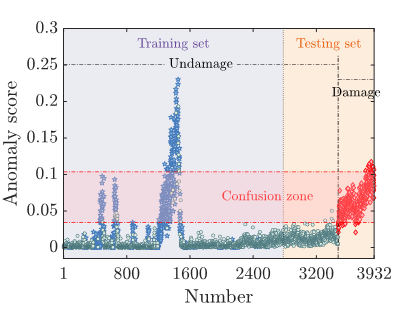 0.3
Training set
Testing set
0.25
Undamage
0.2
Damage
0.15
0.1
Confusion zone
0.05
0
Anomaly score
1
800
1600
2400
3200
3932
Number